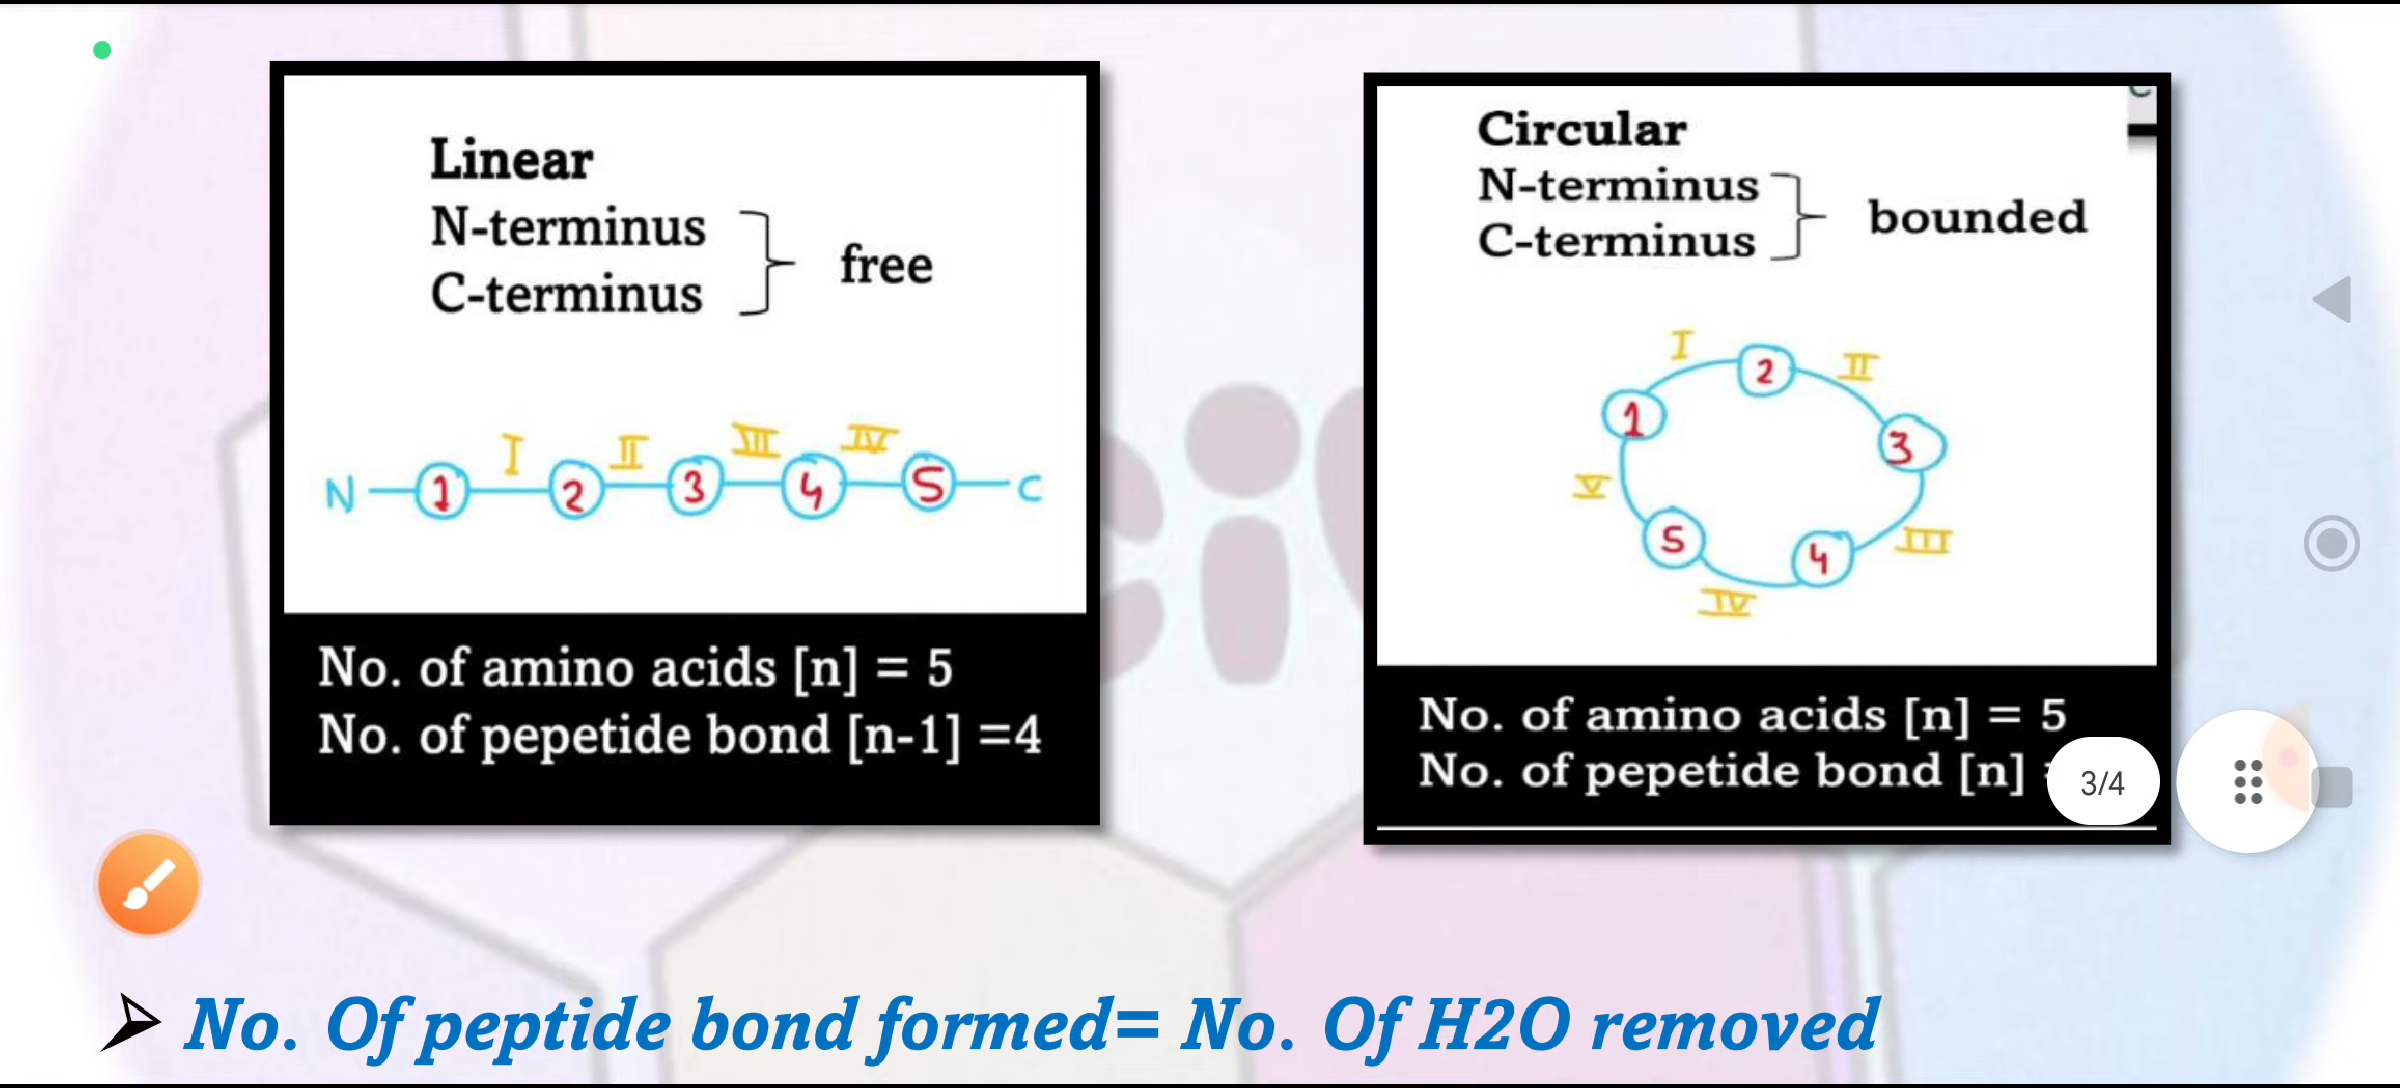 Linear
N-terminus
C-terminus
free
I II III IV
N 1 2 3 4 5 C
No. of amino acids [n] = 5
No. of pepetide bond [n-1] =4
Circular
N-terminus
C-terminus
bounded
I II
1 2 3
V III
5 4
IV
No. of amino acids [n] = 5
No. of pepetide bond [n]
3/4
No. Of peptide bond formed= No. Of H2O removed